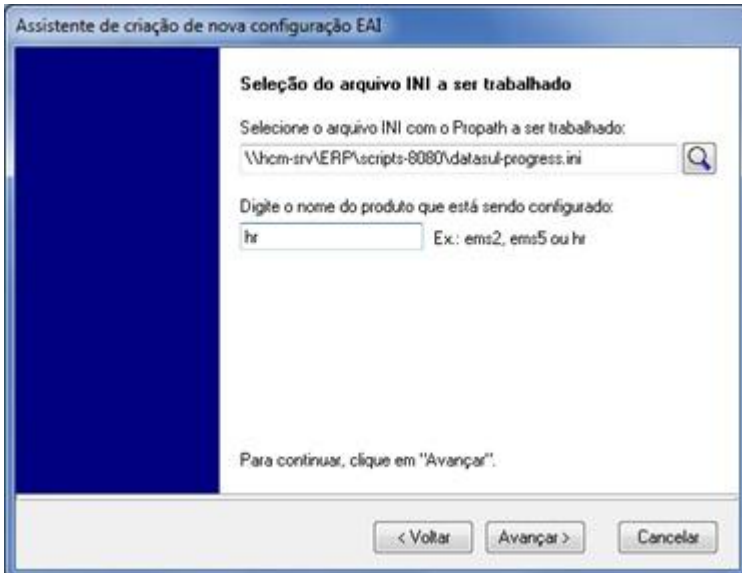 Assistente de criação de nova configuração EAI
Seleção do arquivo INI a ser trabalhado
Selecione o arquivo INI com o Propath a ser trabalhado:
\\hcm-srv\ERP\scripts-8080\datasul-progress.ini
Digite o nome do produto que está sendo configurado:
hr Ex.: ems2, ems5 ou hr
Para continuar, clique em "Avançar".
< Voltar Avançar > Cancelar